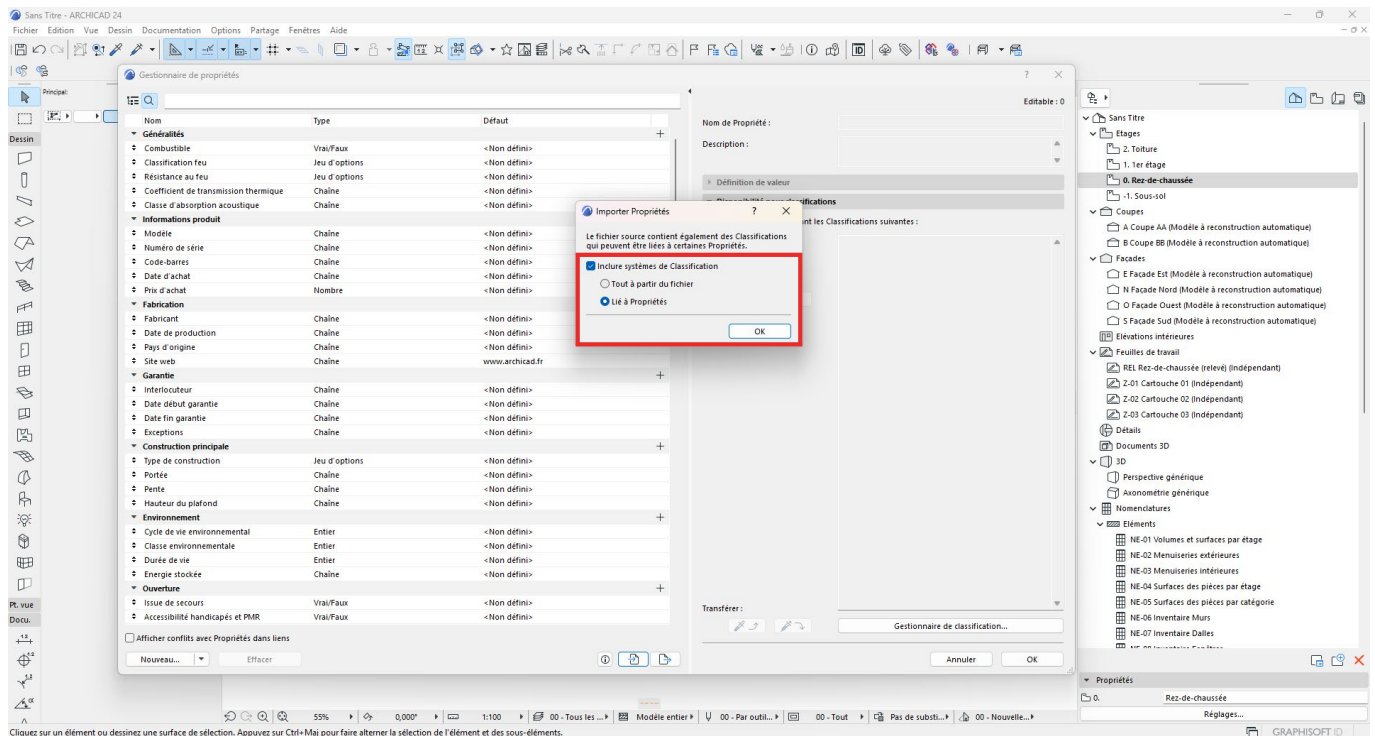 Sans Titre - ARCHICAD 24
Fichier Edition Vue Dessin Documentation Options Partage Fenêtres Aide
Principal:
Dessin
Pt. vue
Docu.
Gestionnaire de propriétés
Editable : 0
Nom Type Défaut
Généralités
Combustible Vrai/Faux <Non défini>
Classification feu Jeu d'options <Non défini>
Résistance au feu Jeu d'options <Non défini>
Coefficient de transmission thermique Chaîne <Non défini>
Classe d'absorption acoustique Chaîne <Non défini>
Informations produit
Modèle Chaîne
Numéro de série Chaîne
Code-barres Chaîne
Date d'achat Chaîne
Prix d'achat Nombre
Fabrication
Fabricant Chaîne <Non défini>
Date de production Chaîne <Non défini>
Pays d'origine Chaîne <Non défini>
Site web Chaîne www.archicad.fr
Garantie
Interlocuteur Chaîne <Non défini>
Date début garantie Chaîne <Non défini>
Date fin garantie Chaîne <Non défini>
Exceptions Chaîne <Non défini>
Construction principale
Type de construction Jeu d'options <Non défini>
Portée Chaîne <Non défini>
Pente Chaîne <Non défini>
Hauteur du plafond Chaîne <Non défini>
Environnement
Cycle de vie environnemental Entier <Non défini>
Classe environnementale Entier <Non défini>
Durée de vie Entier <Non défini>
Energie stockée Chaîne <Non défini>
Ouverture
Issue de secours Vrai/Faux <Non défini>
Accessibilité handicapés et PMR Vrai/Faux <Non défini>
Afficher conflits avec Propriétés dans liens
Nouveau... Effacer
Nom de Propriété :
Description :
Définition de valeur
Transférer :
Gestionnaire de classification...
Annuler OK
Importer Propriétés
Le fichier source contient également des Classifications
qui peuvent être liées à certaines Propriétés.
Inclure systèmes de Classification
Tout à partir du fichier
Lié à Propriétés
OK
Sans Titre
Etages
2. Toiture
1. 1er étage
0. Rez-de-chaussée
-1. Sous-sol
Coupes
A Coupe AA (Modèle à reconstruction automatique)
B Coupe BB (Modèle à reconstruction automatique)
Façades
E Façade Est (Modèle à reconstruction automatique)
N Façade Nord (Modèle à reconstruction automatique)
O Façade Ouest (Modèle à reconstruction automatique)
S Façade Sud (Modèle à reconstruction automatique)
Elévations intérieures
Feuilles de travail
REL Rez-de-chaussée (relevé) (Indépendant)
Z-01 Cartouche 01 (Indépendant)
Z-02 Cartouche 02 (Indépendant)
Z-03 Cartouche 03 (Indépendant)
Détails
Documents 3D
3D
Perspective générique
Axonométrie générique
Nomenclatures
Eléments
NE-01 Volumes et surfaces par étage
NE-02 Menuiseries extérieures
NE-03 Menuiseries intérieures
NE-04 Surfaces des pièces par étage
NE-05 Surfaces des pièces par catégorie
NE-06 Inventaire Murs
NE-07 Inventaire Dalles
Propriétés
0. Rez-de-chaussée
Réglages...
55% 0,000° 1:100 00 - Tous les ... Modèle entier 00 - Par outil... 00 - Tout Pas de substi... 00 - Nouvelle...
Cliquez sur un élément ou dessinez une surface de sélection. Appuyez sur Ctrl+Maj pour faire alterner la sélection de l'élément et des sous-éléments.
GRAPHISOFT ID